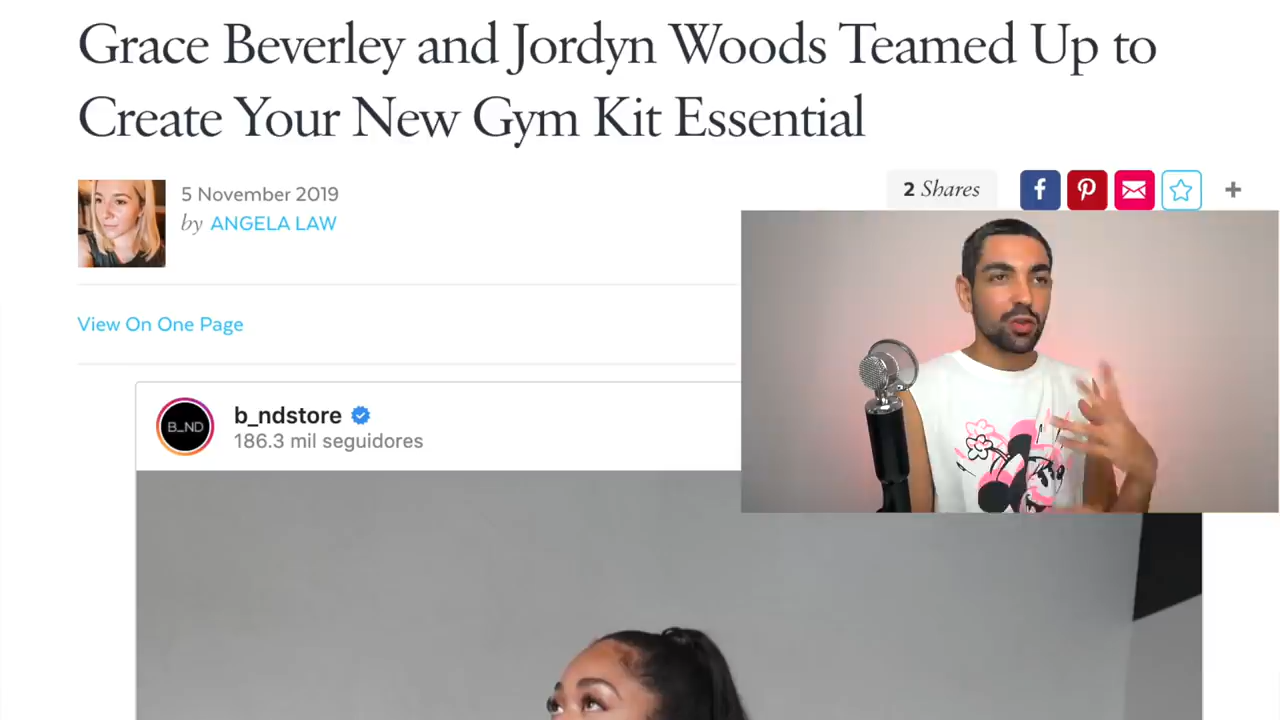 Grace Beverley and Jordyn Woods Teamed Up to
Create Your New Gym Kit Essential
5 November 2019
by ANGELA LAW
2 Shares
View On One Page
B_ND
b_ndstore
186.3 mil seguidores